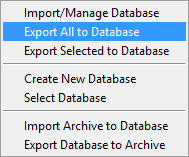 Import/Manage Database
Export All to Database
Export Selected to Database
Create New Database
Select Database
Import Archive to Database
Export Database to Archive